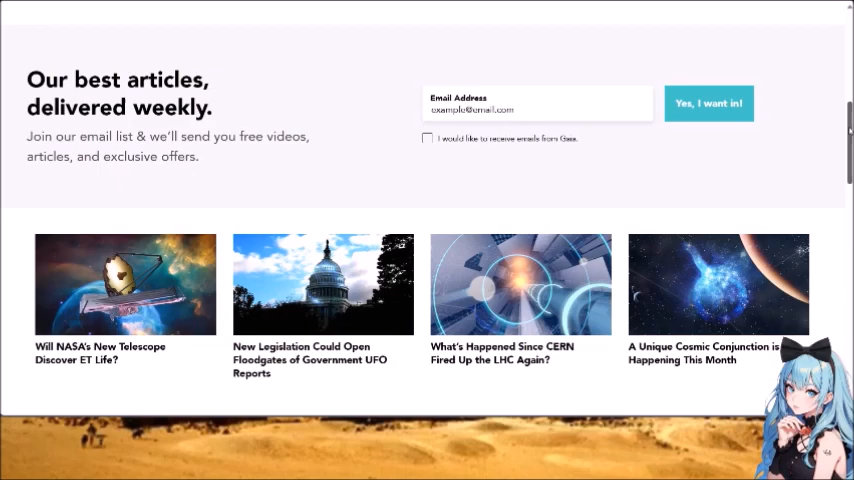 Our best articles,
delivered weekly.
Join our email list & we'll send you free videos,
articles, and exclusive offers.
Email Address
example@email.com
Yes, I want in!
I would like to receive emails from Gaia.
Will NASA's New Telescope
Discover ET Life?
New Legislation Could Open
Floodgates of Government UFO
Reports
What's Happened Since CERN
Fired Up the LHC Again?
A Unique Cosmic Conjunction is
Happening This Month